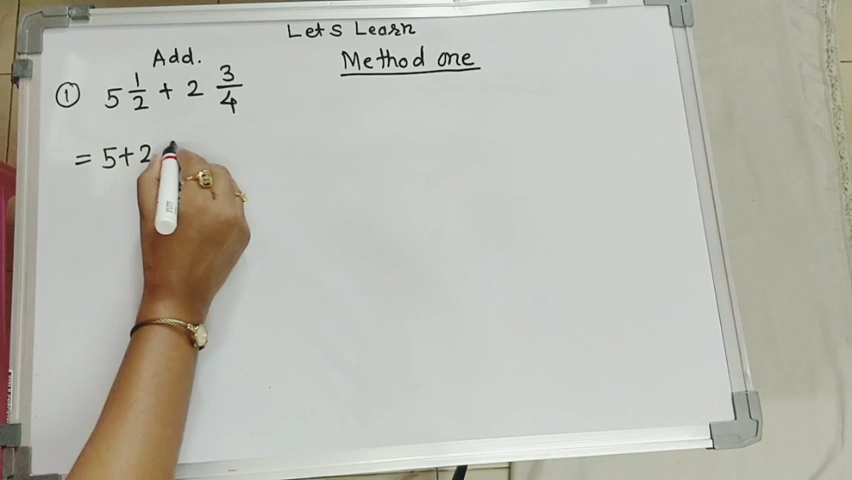 Lets Learn
Add.
Method one
① 5 1/2 + 2 3/4
= 5+2